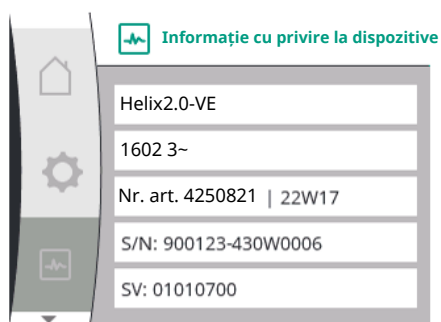 Informație cu privire la dispozitive
Helix2.0-VE
1602 3~
Nr. art. 4250821 | 22W17
S/N: 900123-430W0006
SV: 01010700